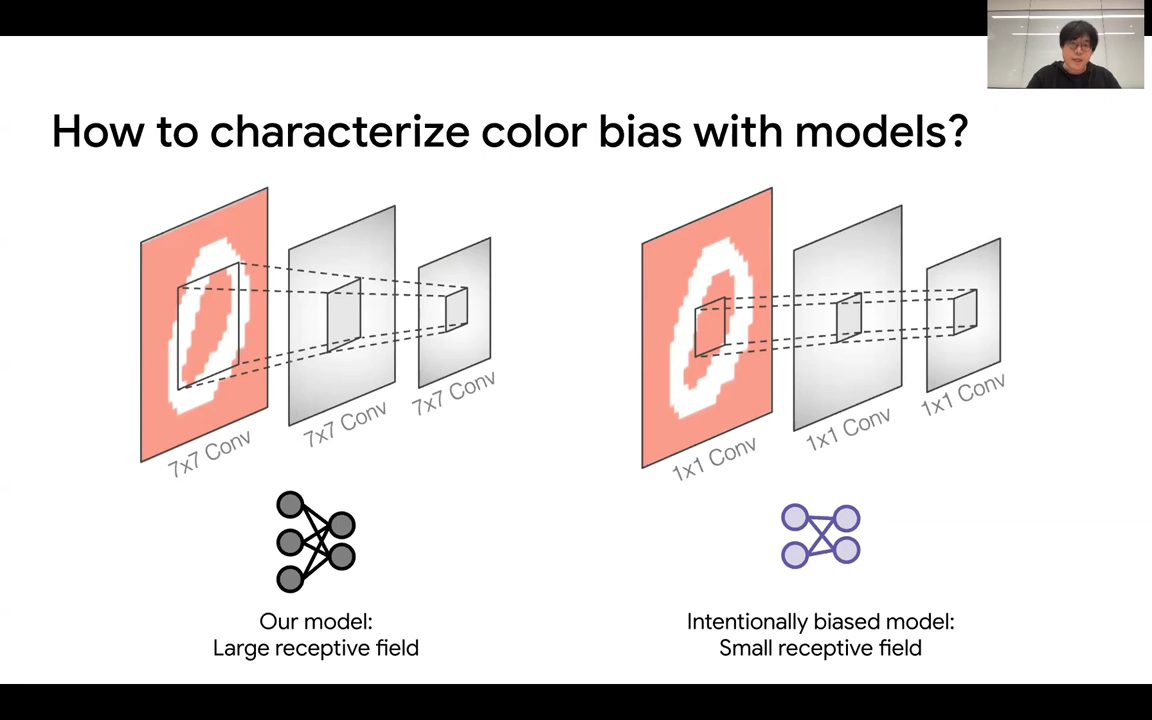 How to characterize color bias with models?
7x7 Conv
7x7 Conv
7x7 Conv
1x1 Conv
1x1 Conv
1x1 Conv
Our model:
Large receptive field
Intentionally biased model:
Small receptive field